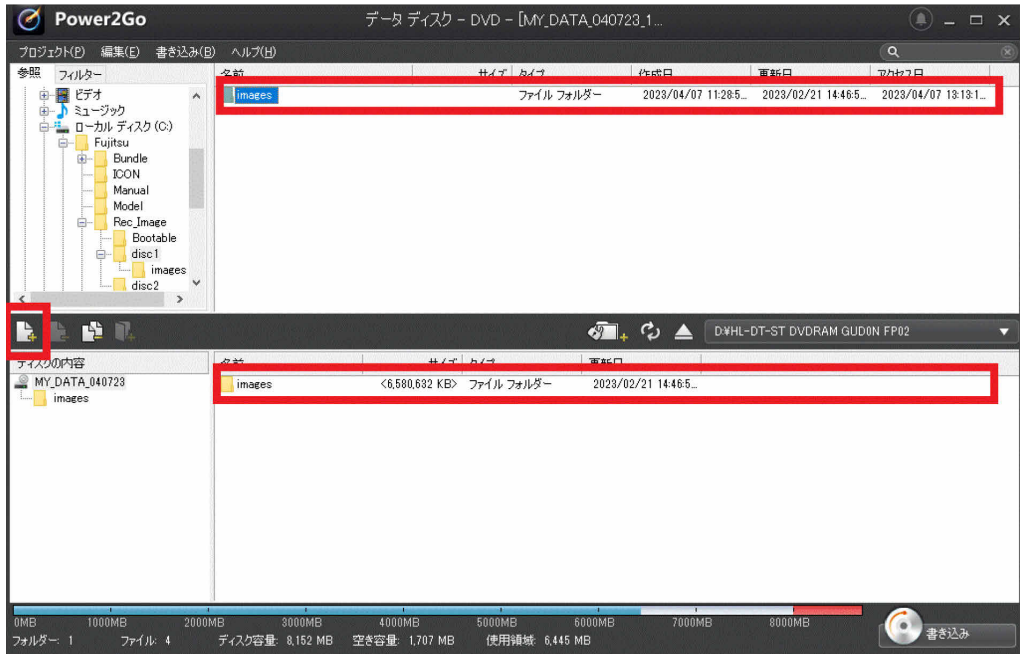 Power2Go データ ディスク - DVD - [MY_DATA_040723_1...
プロジェクト(P) 編集(E) 書き込み(B) ヘルプ(H)
参照 フィルター
名前 サイズ タイプ 作成日 更新日 アクセス日
images ファイル フォルダー 2023/04/07 11:28:5... 2023/02/21 14:46:5... 2023/04/07 13:13:1...
ビデオ
ミュージック
ローカル ディスク (C:)
Fujitsu
Bundle
ICON
Manual
Model
Rec_Image
Bootable
disc1
images
disc2
D:¥HL-DT-ST DVDRAM GUD0N FP02
ディスクの内容
名前 サイズ タイプ 更新日
MY_DATA_040723
images
images <6,580,632 KB> ファイル フォルダー 2023/02/21 14:46:5...
0MB 1000MB 2000MB 3000MB 4000MB 5000MB 6000MB 7000MB 8000MB
フォルダー: 1 ファイル: 4 ディスク容量: 8,152 MB 空き容量: 1,707 MB 使用領域: 6,445 MB
書き込み